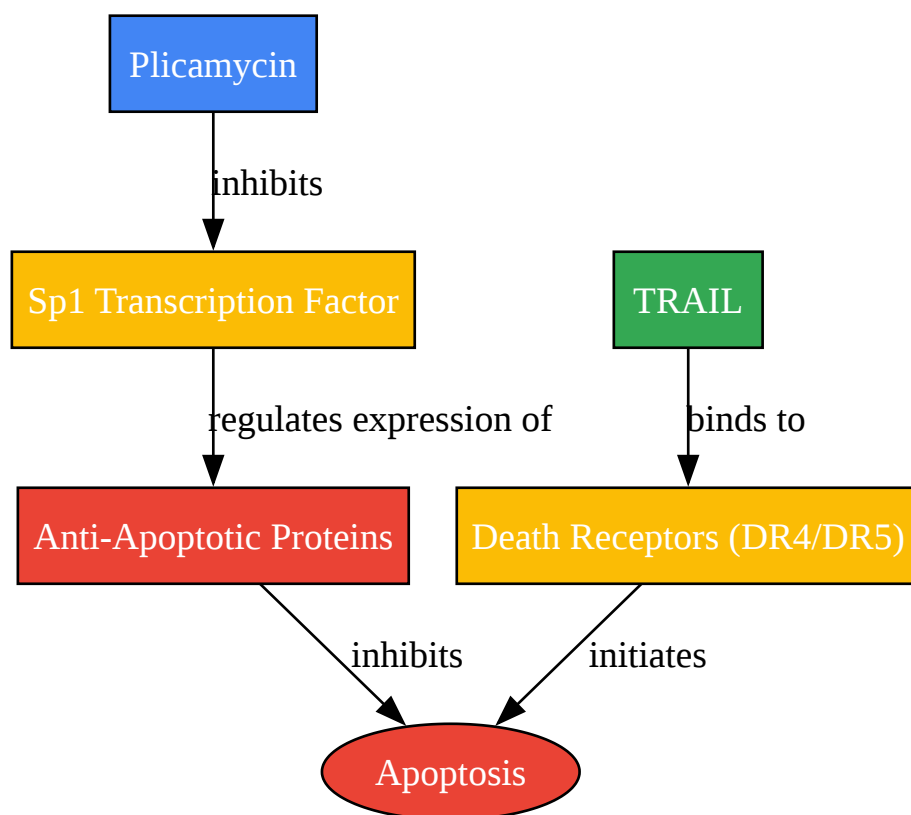 Plicamycin
inhibits
Sp1 Transcription Factor
TRAIL
regulates expression of
binds to
Anti-Apoptotic Proteins
Death Receptors (DR4/DR5)
inhibits
initiates
Apoptosis